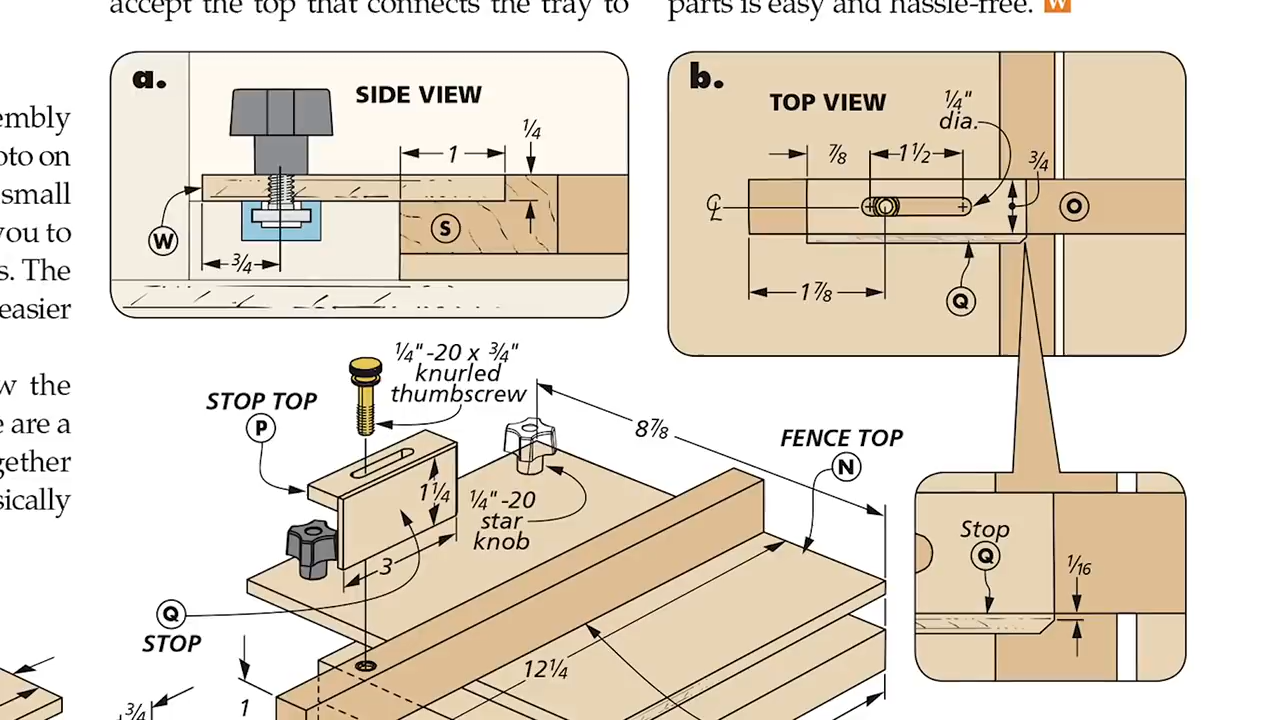 accept the top that connects the tray to
parts is easy and hassle-free. W
embly
oto on
small
you to
s. The
easier
w the
e are a
gether
sically
a.
SIDE VIEW
1/4
1
W
S
3/4
b.
TOP VIEW
1/4"
dia.
7/8
1 1/2
3/4
CL
O
1 7/8
Q
1/4"-20 x 3/4"
knurled
thumbscrew
STOP TOP
P
8 7/8
FENCE TOP
N
1 1/4
1/4"-20
star
knob
3
Q
STOP
12 1/4
1
3/4
Stop
Q
1/16